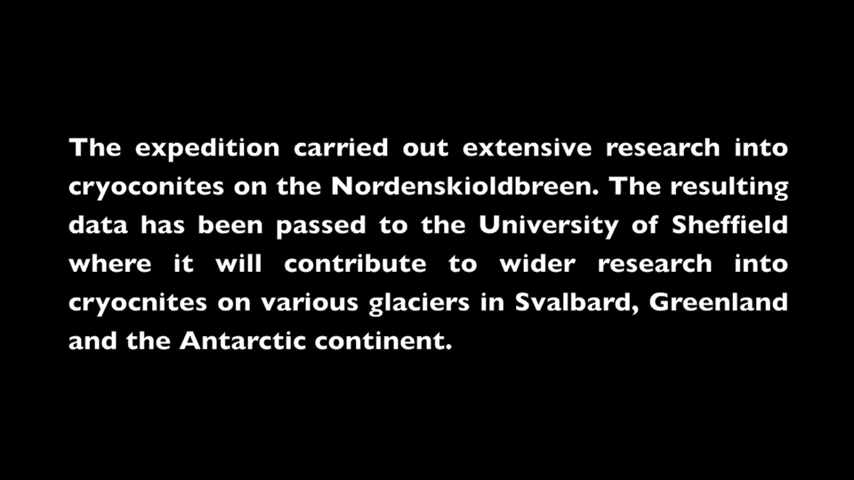 The expedition carried out extensive research into
cryoconites on the Nordenskioldbreen. The resulting
data has been passed to the University of Sheffield
where it will contribute to wider research into
cryocnites on various glaciers in Svalbard, Greenland
and the Antarctic continent.